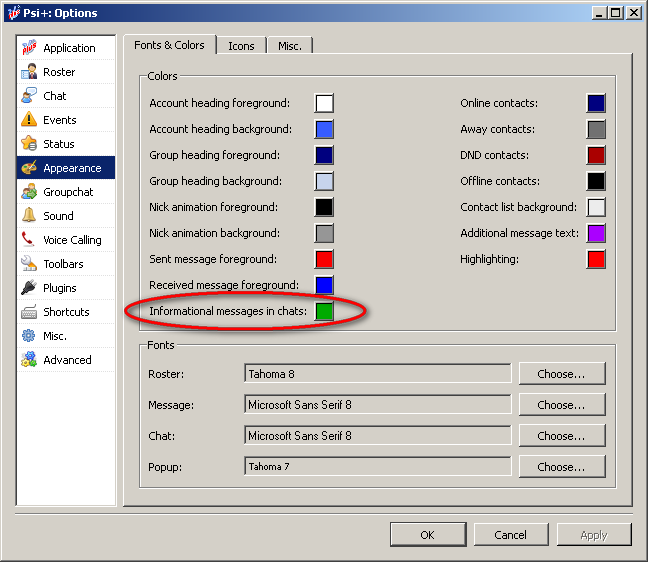 Psi+: Options
Application
Roster
Chat
Events
Status
Appearance
Groupchat
Sound
Voice Calling
Toolbars
Plugins
Shortcuts
Misc.
Advanced
Fonts & Colors
Icons
Misc.
Colors
Account heading foreground:
Account heading background:
Group heading foreground:
Group heading background:
Nick animation foreground:
Nick animation background:
Sent message foreground:
Received message foreground:
Informational messages in chats:
Online contacts:
Away contacts:
DND contacts:
Offline contacts:
Contact list background:
Additional message text:
Highlighting:
Fonts
Roster: Tahoma 8 Choose...
Message: Microsoft Sans Serif 8 Choose...
Chat: Microsoft Sans Serif 8 Choose...
Popup: Tahoma 7 Choose...
OK Cancel Apply